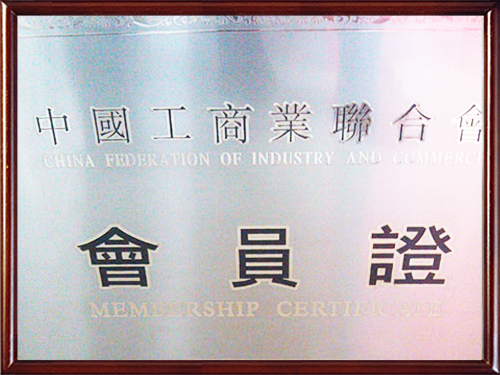 中國工商業聯合會
CHINA FEDERATION OF INDUSTRY AND COMMERCE
會員證
MEMBERSHIP CERTIFICATE